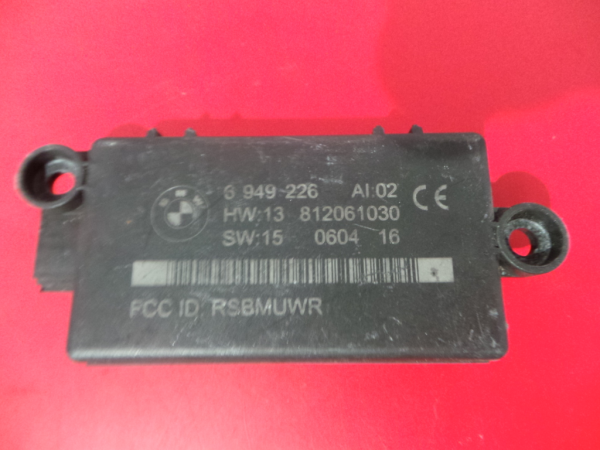 6 949 226 AI:02 CE
HW:13 812061030
SW:15 0604 16
FCC ID: RSBMUWR